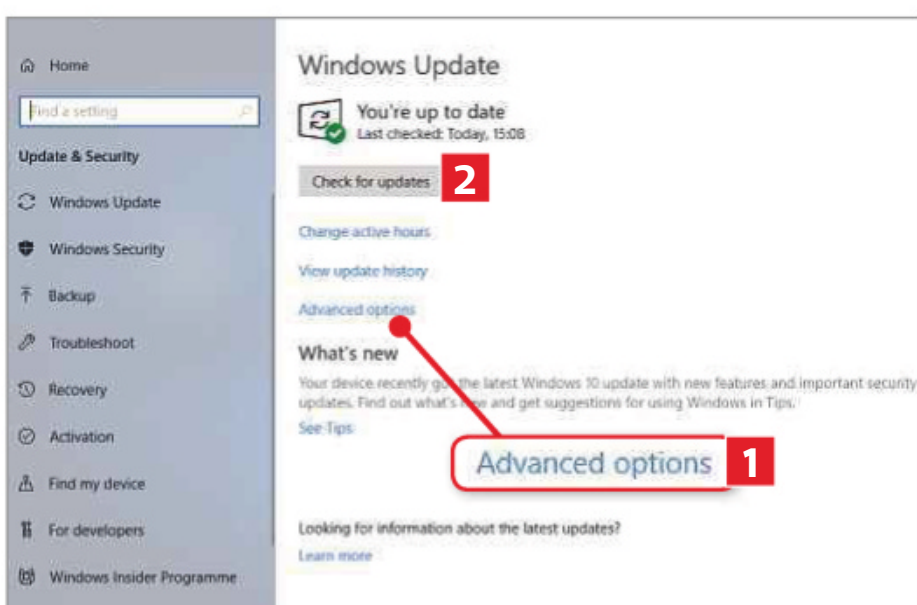 Home
Find a setting
Update & Security
Windows Update
Windows Security
Backup
Troubleshoot
Recovery
Activation
Find my device
For developers
Windows Insider Programme
Windows Update
You're up to date
Last checked: Today, 15:08
Check for updates
2
Change active hours
View update history
Advanced options
What's new
Your device recently got the latest Windows 10 update with new features and important security
updates. Find out what's new and get suggestions for using Windows in Tips.
See Tips
Advanced options
1
Looking for information about the latest updates?
Learn more